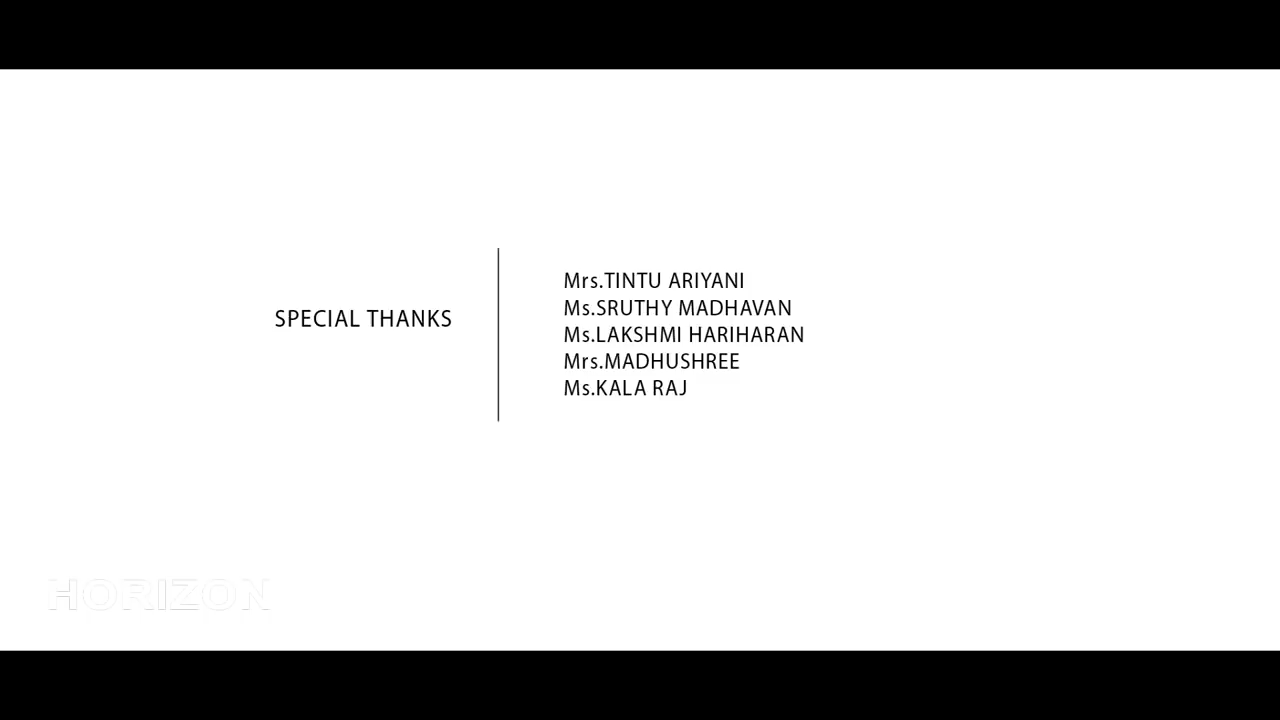 SPECIAL THANKS
Mrs.TINTU ARIYANI
Ms.SRUTHY MADHAVAN
Ms.LAKSHMI HARIHARAN
Mrs.MADHUSHREE
Ms.KALA RAJ
HORIZON